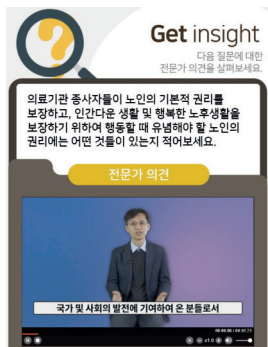 Get insight
다음 질문에 대한
전문가 의견을 살펴보세요.
의료기관 종사자들이 노인의 기본적 권리를
보장하고, 인간다운 생활 및 행복한 노후생활을
보장하기 위하여 행동할 때 유념해야 할 노인의
권리에는 어떤 것들이 있는지 적어보세요.
전문가 의견
국가 및 사회의 발전에 기여하여 온 분들로서
x1.0